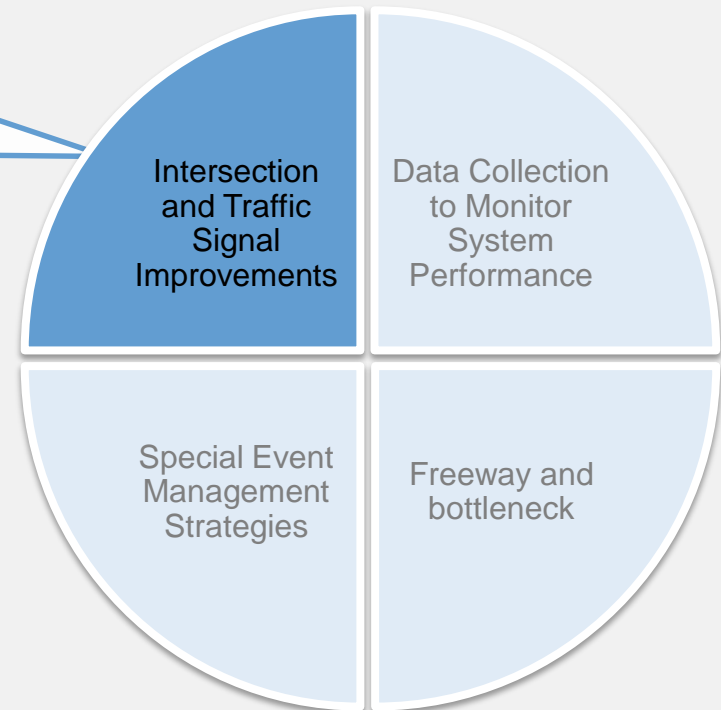 Intersection
and Traffic
Signal
Improvements
Data Collection
to Monitor
System
Performance
Special Event
Management
Strategies
Freeway and
bottleneck